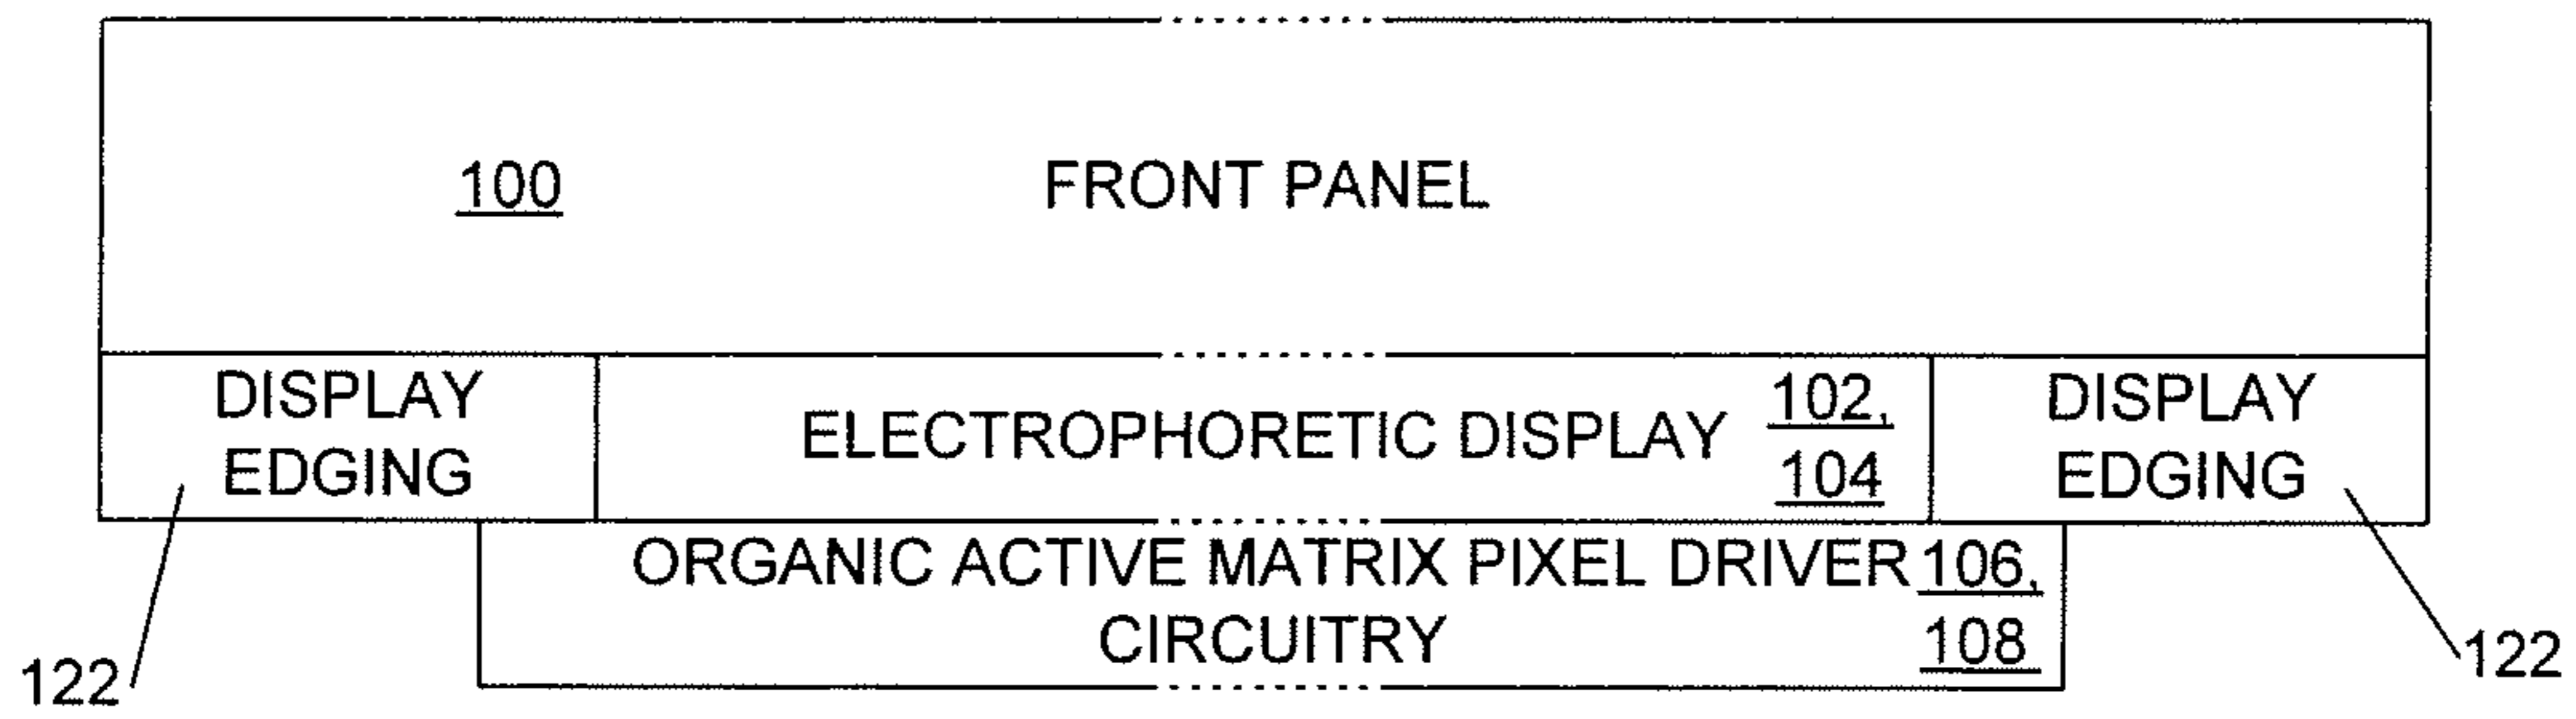 100 FRONT PANEL
DISPLAY EDGING
ELECTROPHORETIC DISPLAY 102, 104
DISPLAY EDGING
ORGANIC ACTIVE MATRIX PIXEL DRIVER 106,
CIRCUITRY 108
122
122